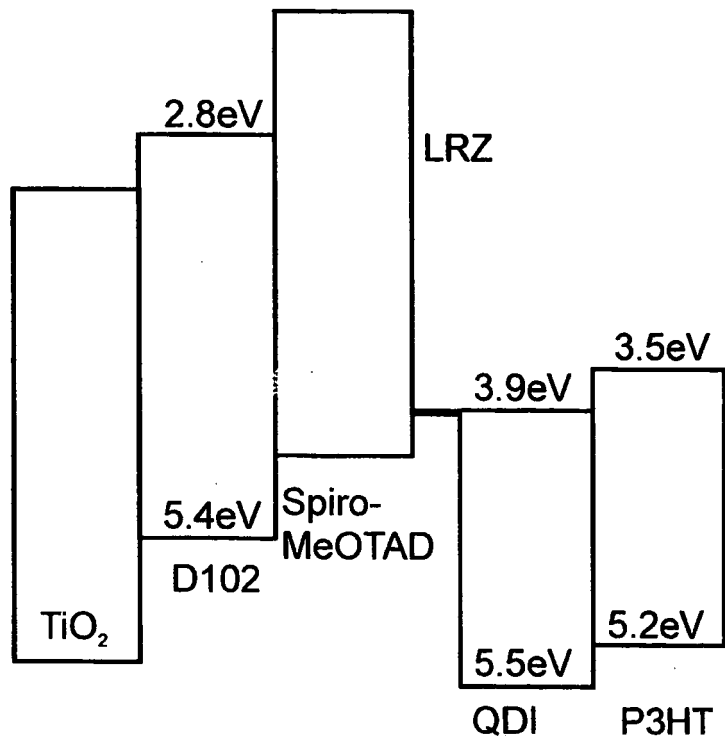 2.8eV
LRZ
3.5eV
3.9eV
5.4eV
Spiro-
MeOTAD
D102
TiO₂
5.2eV
5.5eV
QDI
P3HT